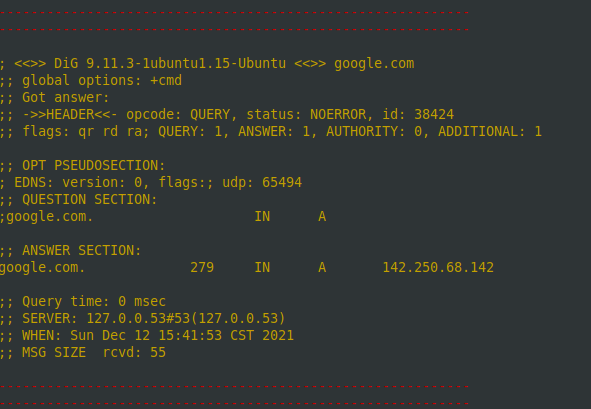 ; <<>> DiG 9.11.3-1ubuntu1.15-Ubuntu <<>> google.com
;; global options: +cmd
;; Got answer:
;; ->>HEADER<<- opcode: QUERY, status: NOERROR, id: 38424
;; flags: qr rd ra; QUERY: 1, ANSWER: 1, AUTHORITY: 0, ADDITIONAL: 1
;; OPT PSEUDOSECTION:
; EDNS: version: 0, flags:; udp: 65494
;; QUESTION SECTION:
;google.com. IN A
;; ANSWER SECTION:
google.com. 279 IN A 142.250.68.142
;; Query time: 0 msec
;; SERVER: 127.0.0.53#53(127.0.0.53)
;; WHEN: Sun Dec 12 15:41:53 CST 2021
;; MSG SIZE  rcvd: 55